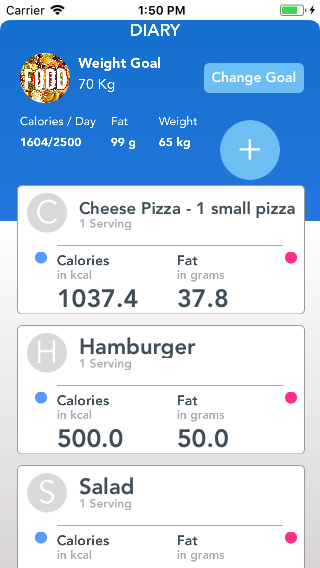 Carrier 1:50 PM
DIARY
FOOD
Weight Goal
70 Kg
Change Goal
Calories / Day Fat Weight
1604/2500 99 g 65 kg
+
C Cheese Pizza - 1 small pizza
1 Serving
Calories Fat
in kcal in grams
1037.4 37.8
H Hamburger
1 Serving
Calories Fat
in kcal in grams
500.0 50.0
S Salad
1 Serving
Calories Fat
in kcal in grams